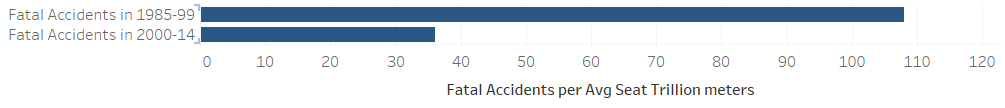 Fatal Accidents in 1985-99
Fatal Accidents in 2000-14
0 10 20 30 40 50 60 70 80 90 100 110 120
Fatal Accidents per Avg Seat Trillion meters